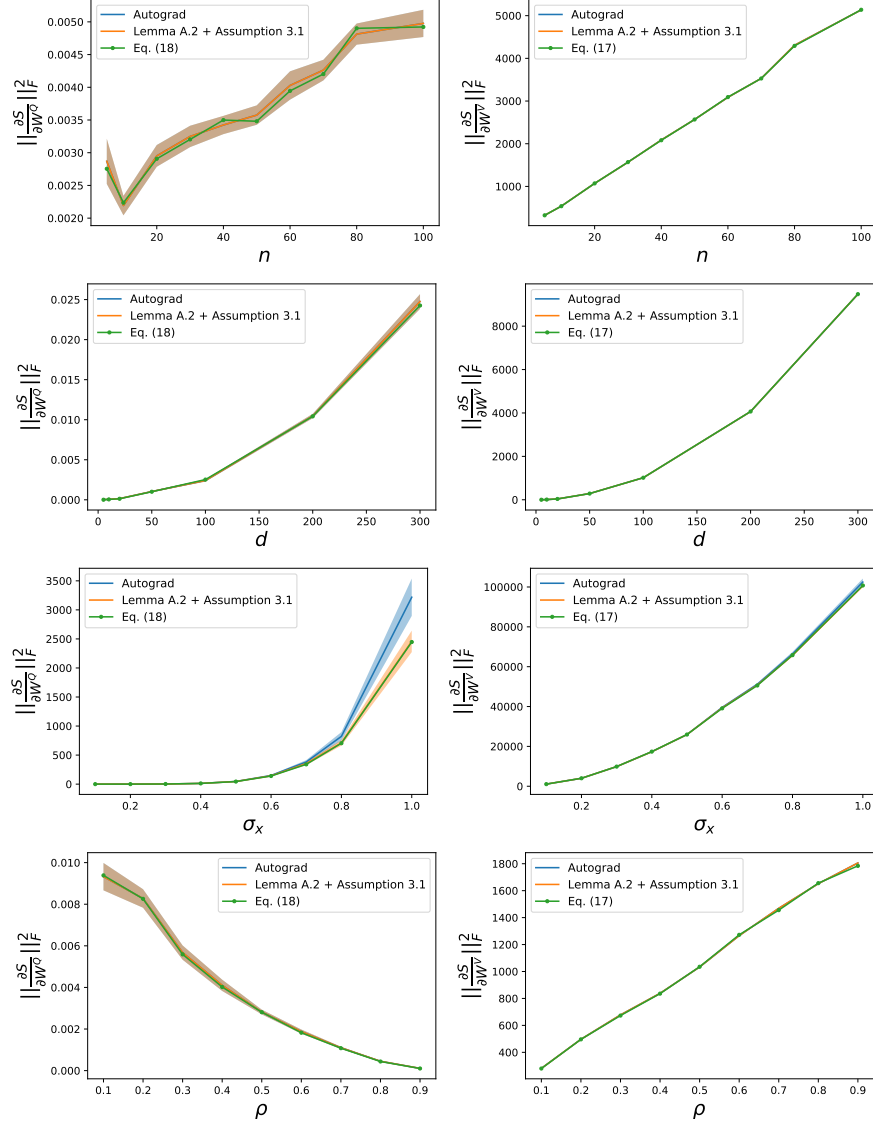 0.0050
0.0045
0.0040
0.0035
0.0030
0.0025
0.0020
Autograd
Lemma A.2 + Assumption 3.1
Eq. (18)
||∂S/∂W^Q||²_F
20 40 60 80 100
n
5000
4000
3000
2000
1000
Autograd
Lemma A.2 + Assumption 3.1
Eq. (17)
||∂S/∂W^V||²_F
20 40 60 80 100
n
0.025
0.020
0.015
0.010
0.005
0.000
Autograd
Lemma A.2 + Assumption 3.1
Eq. (18)
||∂S/∂W^Q||²_F
0 50 100 150 200 250 300
d
8000
6000
4000
2000
0
Autograd
Lemma A.2 + Assumption 3.1
Eq. (17)
||∂S/∂W^V||²_F
0 50 100 150 200 250 300
d
3500
3000
2500
2000
1500
1000
500
0
Autograd
Lemma A.2 + Assumption 3.1
Eq. (18)
||∂S/∂W^Q||²_F
0.2 0.4 0.6 0.8 1.0
σ_x
100000
80000
60000
40000
20000
0
Autograd
Lemma A.2 + Assumption 3.1
Eq. (17)
||∂S/∂W^V||²_F
0.2 0.4 0.6 0.8 1.0
σ_x
0.010
0.008
0.006
0.004
0.002
0.000
Autograd
Lemma A.2 + Assumption 3.1
Eq. (18)
||∂S/∂W^Q||²_F
0.1 0.2 0.3 0.4 0.5 0.6 0.7 0.8 0.9
ρ
1800
1600
1400
1200
1000
800
600
400
Autograd
Lemma A.2 + Assumption 3.1
Eq. (17)
||∂S/∂W^V||²_F
0.1 0.2 0.3 0.4 0.5 0.6 0.7 0.8 0.9
ρ